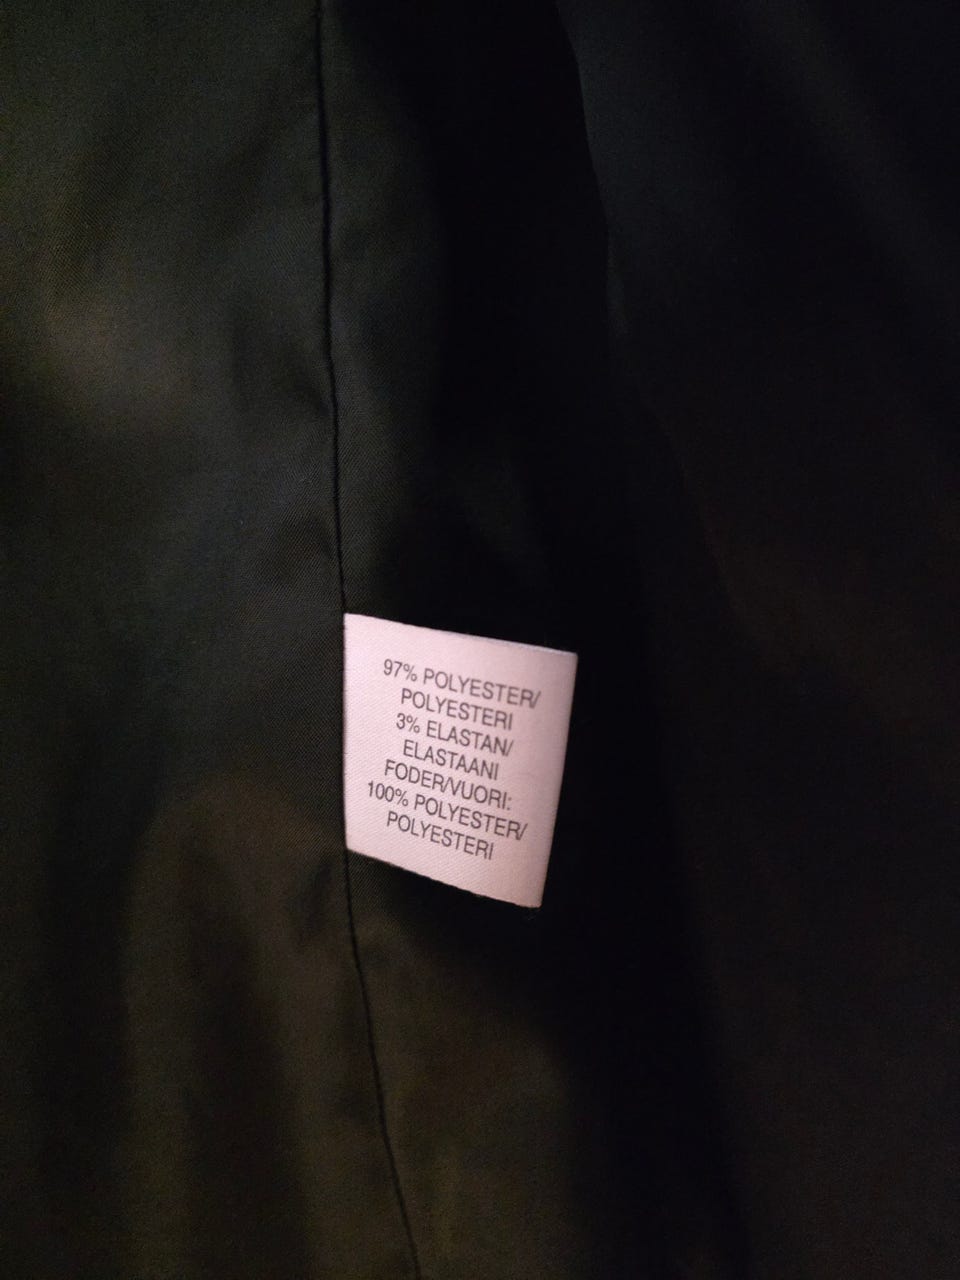 97% POLYESTER/
POLYESTERI
3% ELASTAN/
ELASTAANI
FODER/VUORI:
100% POLYESTER/
POLYESTERI